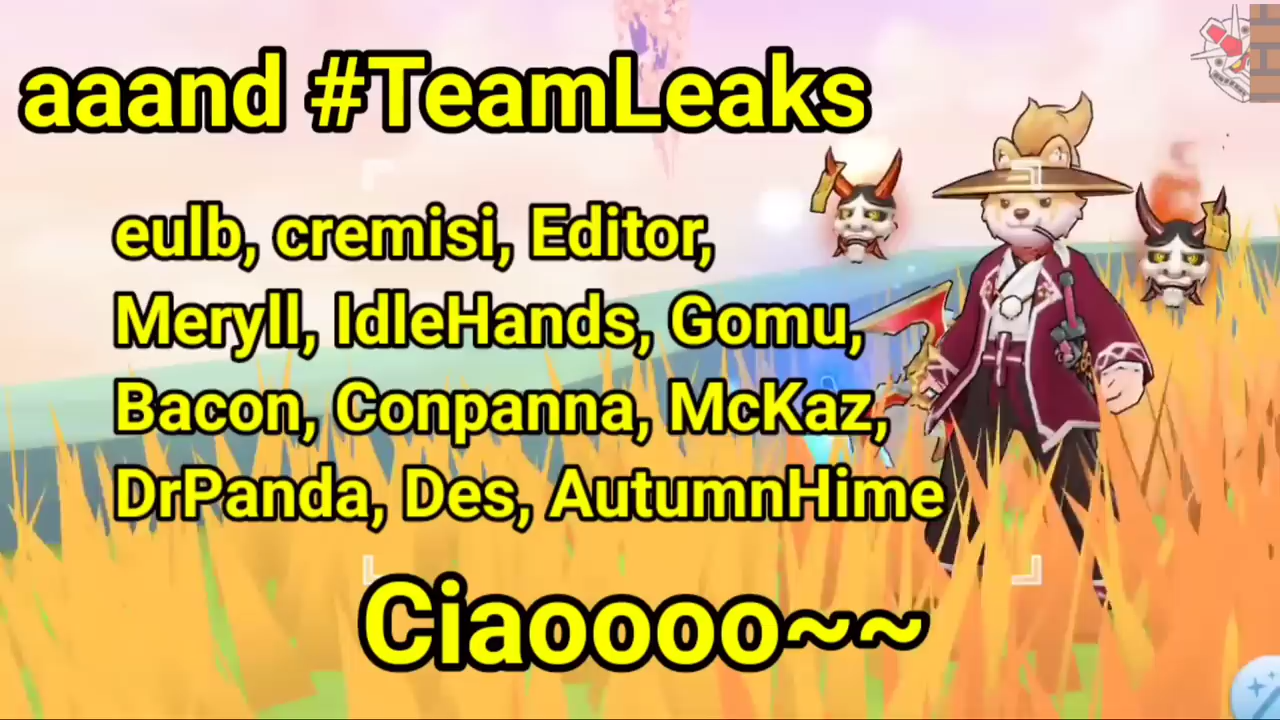 aaand #TeamLeaks
eulb, cremisi, Editor,
Meryll, IdleHands, Gomu,
Bacon, Conpanna, McKaz,
DrPanda, Des, AutumnHime
Ciaoooo~~